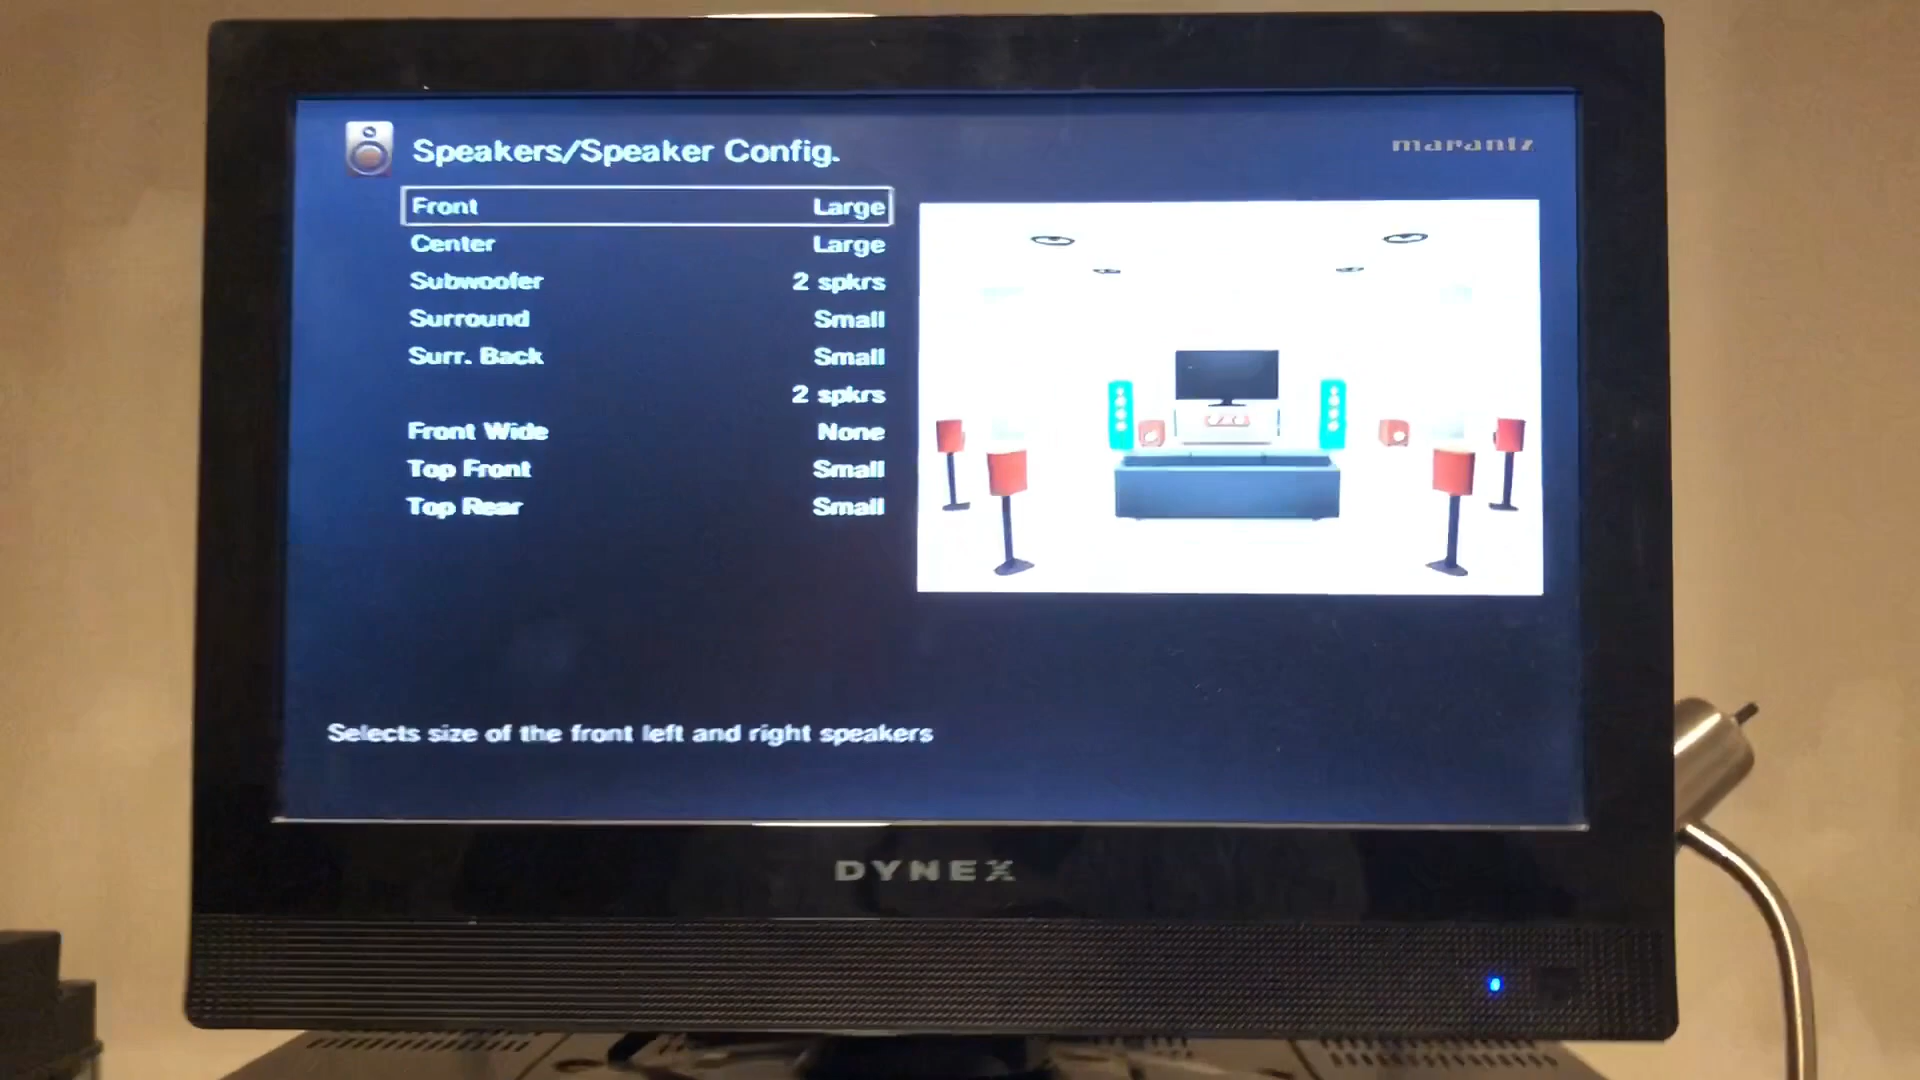 Speakers/Speaker Config.
marantz
Front Large
Center Large
Subwoofer 2 spkrs
Surround Small
Surr. Back Small
2 spkrs
Front Wide None
Top Front Small
Top Rear Small
Selects size of the front left and right speakers
DYNEX